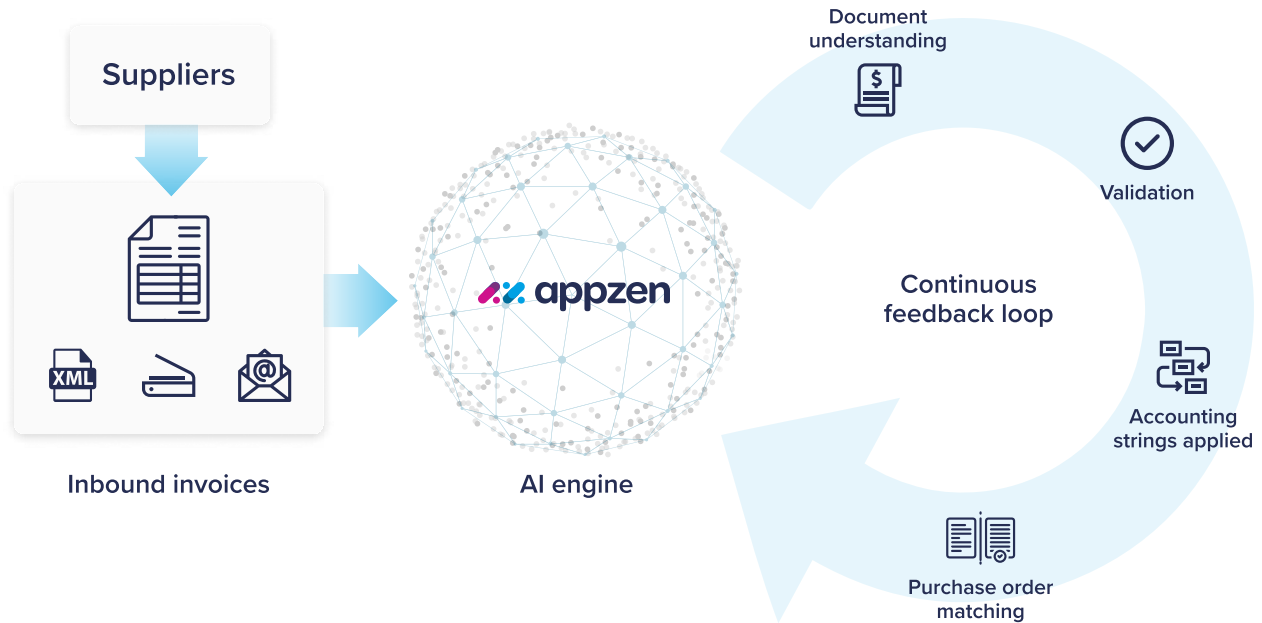 Suppliers
XML
@
Inbound invoices
appzen
AI engine
Document
understanding
$
Validation
Continuous
feedback loop
Accounting
strings applied
Purchase order
matching